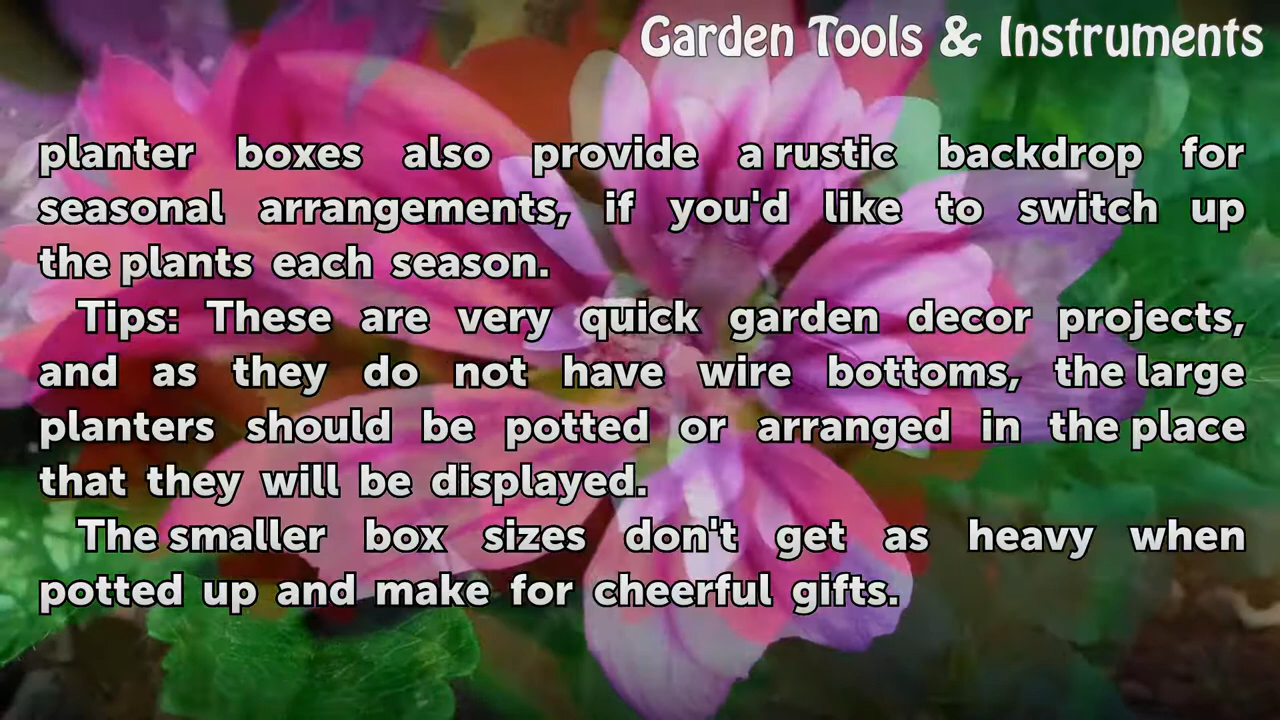 Garden Tools & Instruments
planter boxes also provide a rustic backdrop for
seasonal arrangements, if you'd like to switch up
the plants each season.
Tips: These are very quick garden decor projects,
and as they do not have wire bottoms, the large
planters should be potted or arranged in the place
that they will be displayed.
The smaller box sizes don't get as heavy when
potted up and make for cheerful gifts.